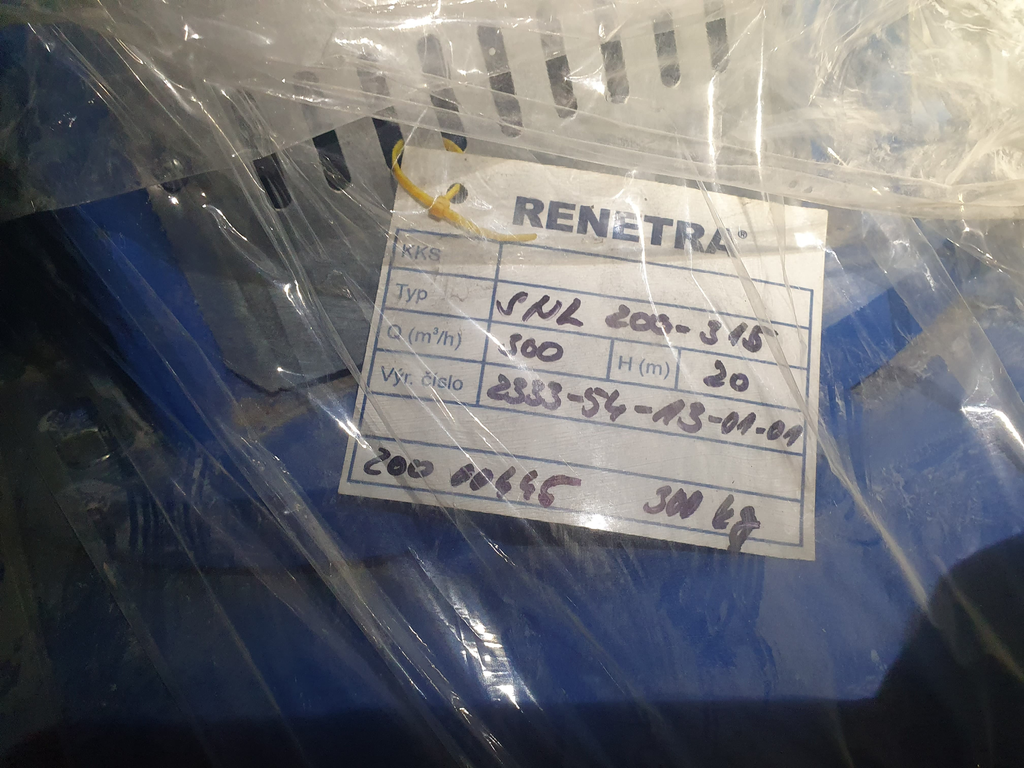 RENETRA®
KKS
Typ SNL 200-315
Q (m³/h) 300 H (m) 20
Výr. číslo 2333-54-13-01-01
200 300 kg